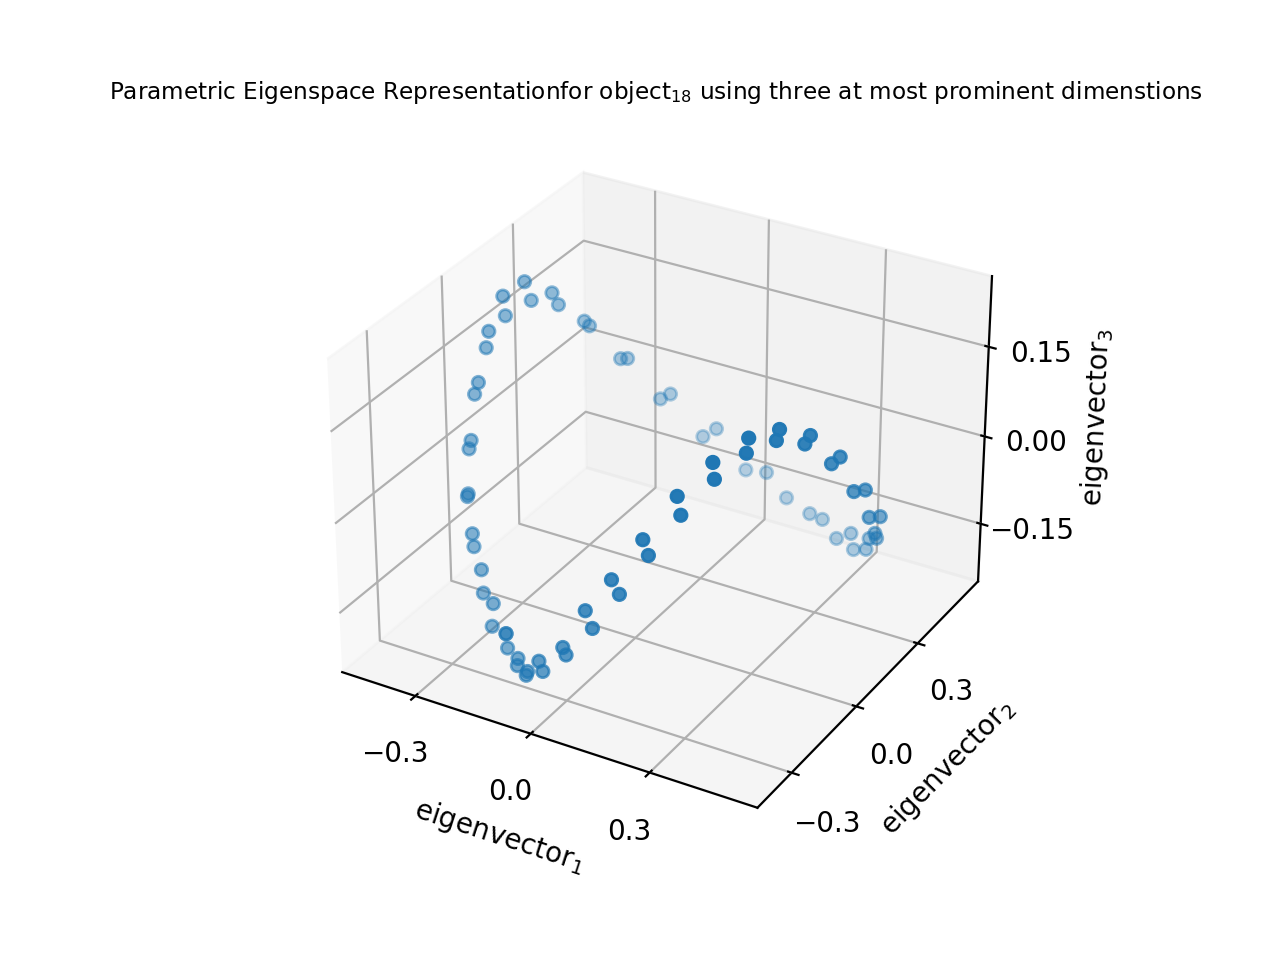 Parametric Eigenspace Representationfor object₁₈ using three at most prominent dimenstions
0.15
0.00
−0.15
eigenvector₃
0.3
0.0
−0.3
eigenvector₂
−0.3
0.0
0.3
eigenvector₁